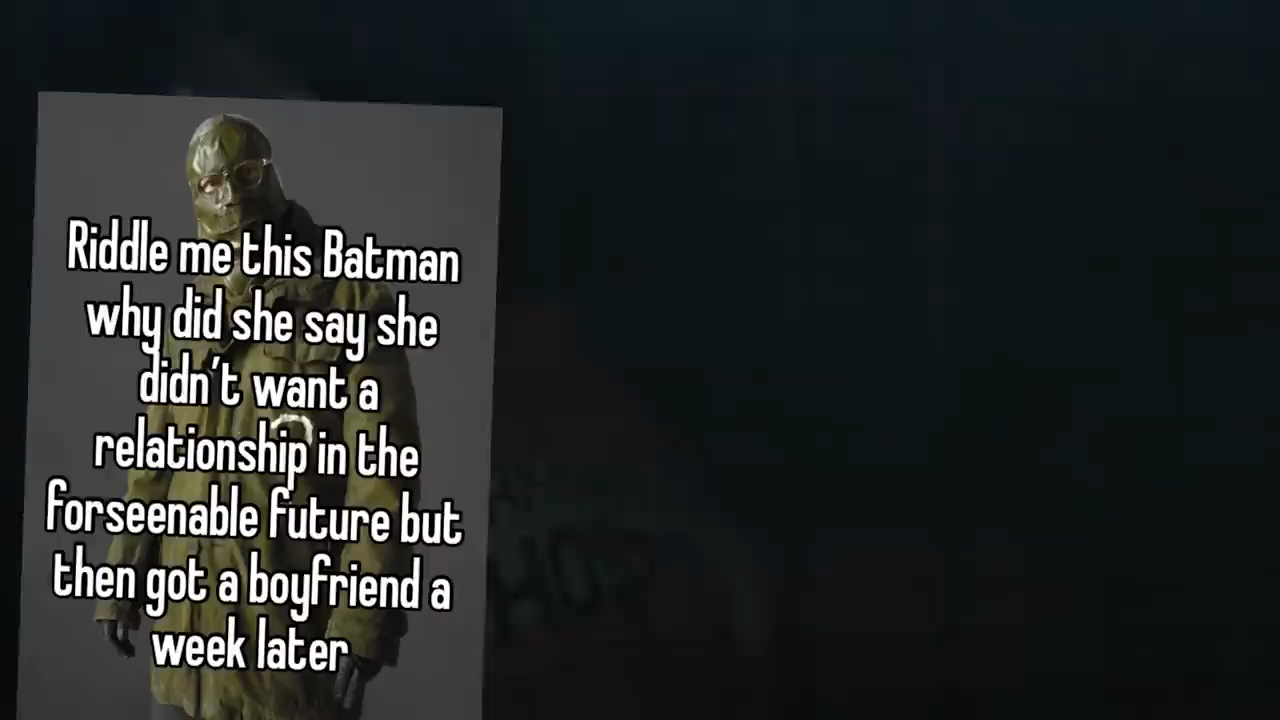 Riddle me this Batman
why did she say she
didn't want a
relationship in the
forseenable future but
then got a boyfriend a
week later